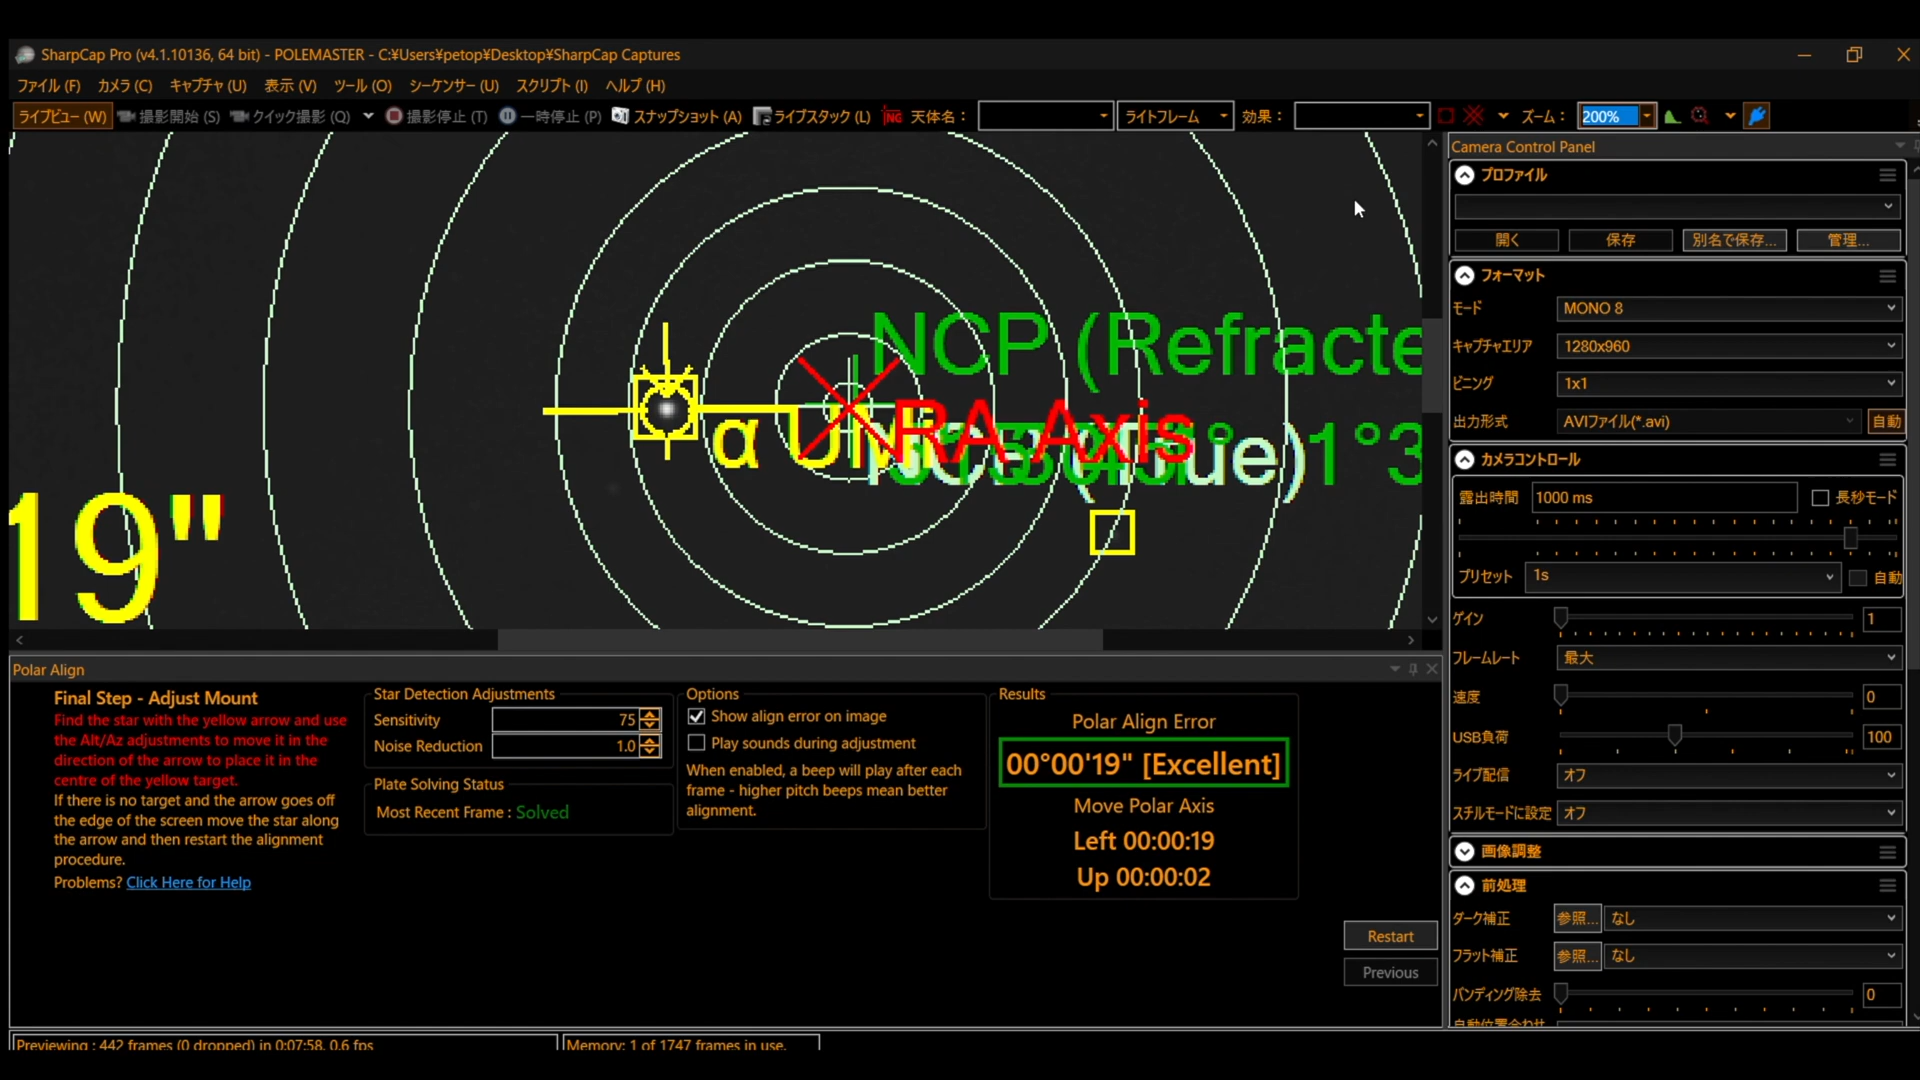 SharpCap Pro (v4.1.10136, 64 bit) - POLEMASTER - C:¥Users¥petop¥Desktop¥SharpCap Captures
ファイル (F) カメラ (C) キャプチャ (U) 表示 (V) ツール (O) シーケンサー (U) スクリプト (I) ヘルプ (H)
ライブビュー (W) 撮影開始 (S) クイック撮影 (Q) 撮影停止 (T) 一時停止 (P) スナップショット (A) ライブスタック (L) NG 天体名： ライトフレーム 効果： ズーム： 200%
NCP (Refracte
RA Axis
α UMi
(True) 1°3
19"
Camera Control Panel
プロファイル
開く 保存 別名で保存... 管理...
フォーマット
モード MONO 8
キャプチャエリア 1280x960
ビニング 1x1
出力形式 AVIファイル(*.avi) 自動
カメラコントロール
露出時間 1000 ms 長秒モード
プリセット 1s 自動
ゲイン 1
フレームレート 最大
速度 0
USB負荷 100
ライブ配信 オフ
スチルモードに設定 オフ
画像調整
前処理
ダーク補正 参照... なし
フラット補正 参照... なし
バンディング除去 0
自動位置合わせ
Polar Align
Final Step - Adjust Mount
Find the star with the yellow arrow and use
the Alt/Az adjustments to move it in the
direction of the arrow to place it in the
centre of the yellow target.
If there is no target and the arrow goes off
the edge of the screen move the star along
the arrow and then restart the alignment
procedure.
Problems? Click Here for Help
Star Detection Adjustments
Sensitivity 75
Noise Reduction 1.0
Plate Solving Status
Most Recent Frame : Solved
Options
Show align error on image
Play sounds during adjustment
When enabled, a beep will play after each
frame - higher pitch beeps mean better
alignment.
Results
Polar Align Error
00°00'19" [Excellent]
Move Polar Axis
Left 00:00:19
Up 00:00:02
Restart
Previous
Previewing : 442 frames (0 dropped) in 0:07:58, 0.6 fps
Memory: 1 of 1747 frames in use.